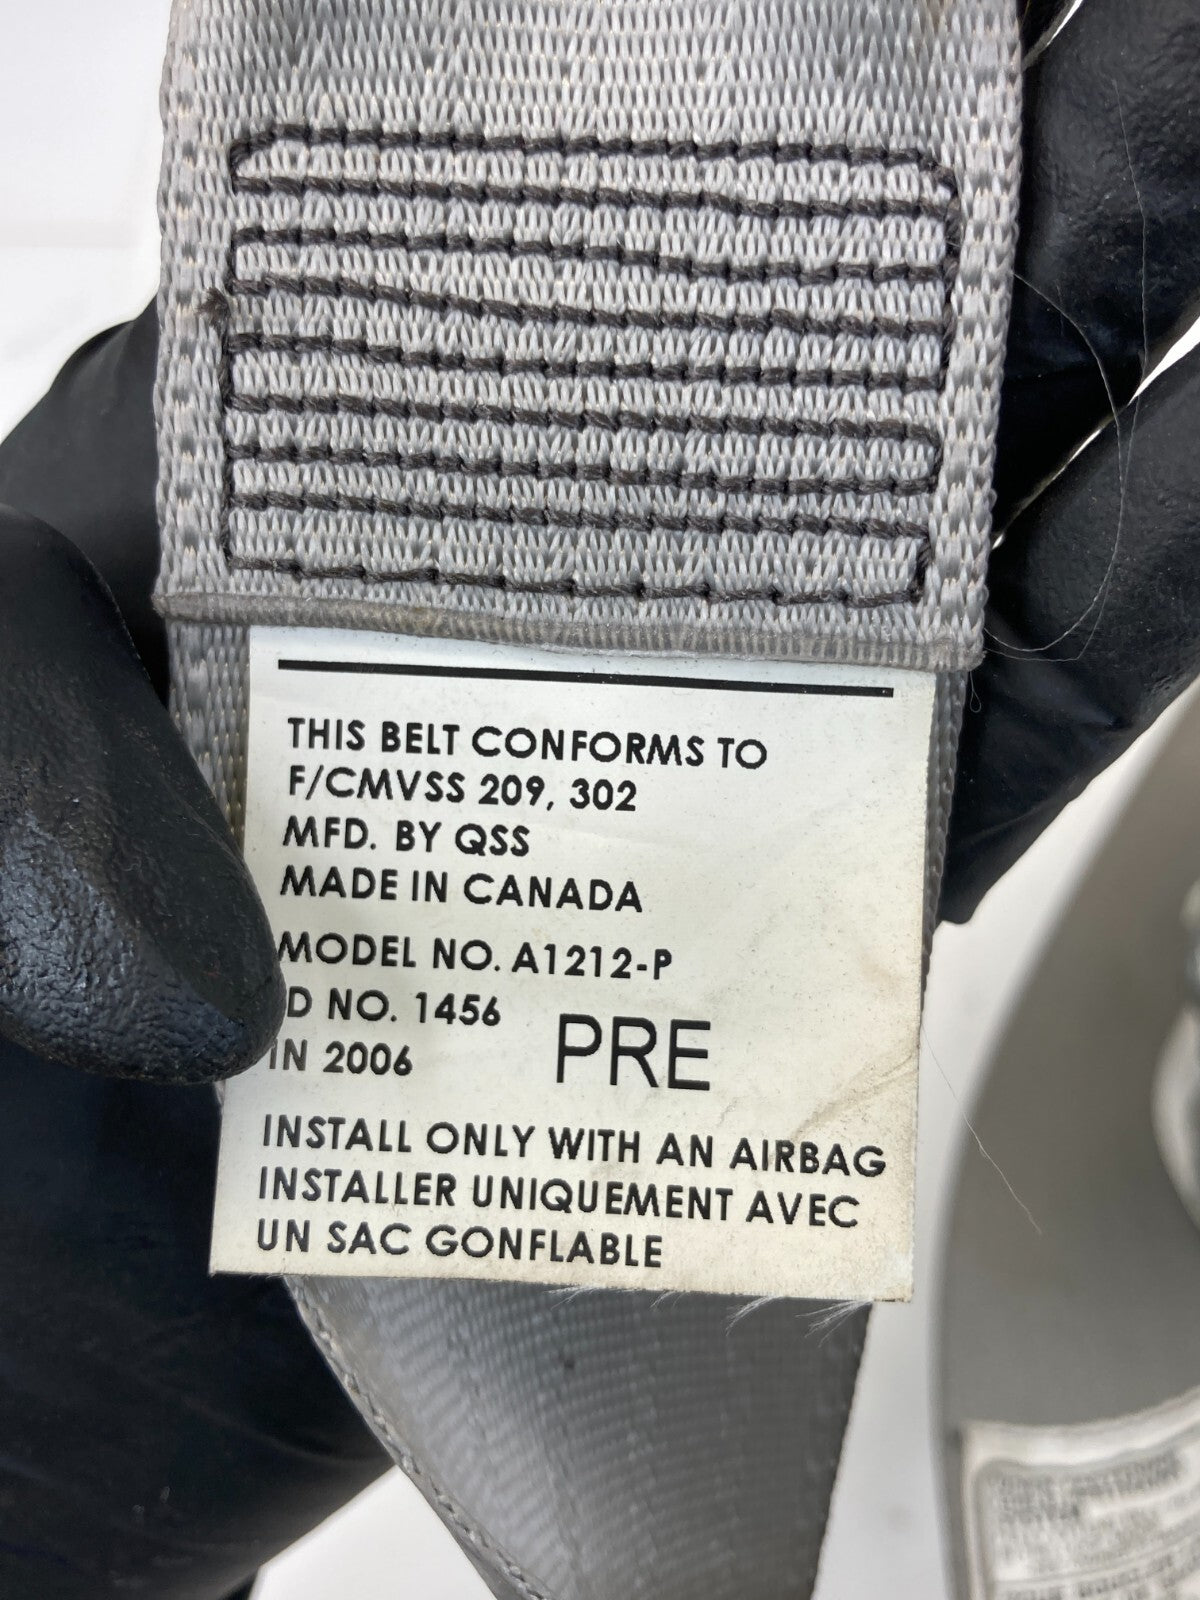 THIS BELT CONFORMS TO
F/CMVSS 209, 302
MFD. BY QSS
MADE IN CANADA
MODEL NO. A1212-P
D NO. 1456
IN 2006 PRE
INSTALL ONLY WITH AN AIRBAG
INSTALLER UNIQUEMENT AVEC
UN SAC GONFLABLE